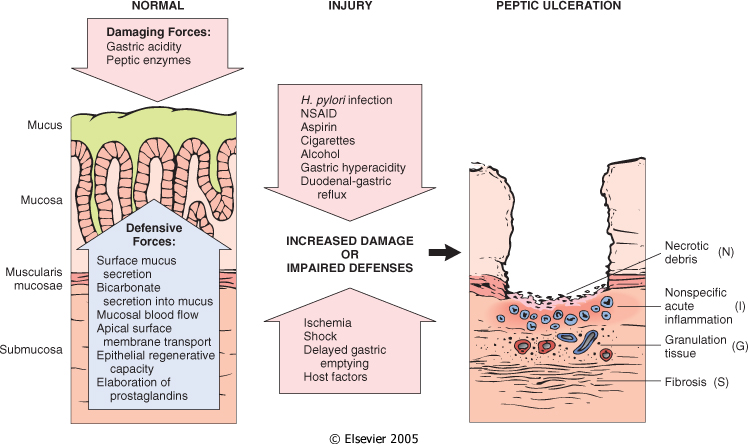 NORMAL
Damaging Forces:
Gastric acidity
Peptic enzymes
Mucus
Mucosa
Muscularis
mucosae
Submucosa
Defensive
Forces:
Surface mucus
secretion
Bicarbonate
secretion into mucus
Mucosal blood flow
Apical surface
membrane transport
Epithelial regenerative
capacity
Elaboration of
prostaglandins
INJURY
H. pylori infection
NSAID
Aspirin
Cigarettes
Alcohol
Gastric hyperacidity
Duodenal-gastric
reflux
INCREASED DAMAGE
OR
IMPAIRED DEFENSES
Ischemia
Shock
Delayed gastric
emptying
Host factors
PEPTIC ULCERATION
Necrotic
debris (N)
Nonspecific
acute (I)
inflammation
Granulation
tissue (G)
Fibrosis (S)
© Elsevier 2005